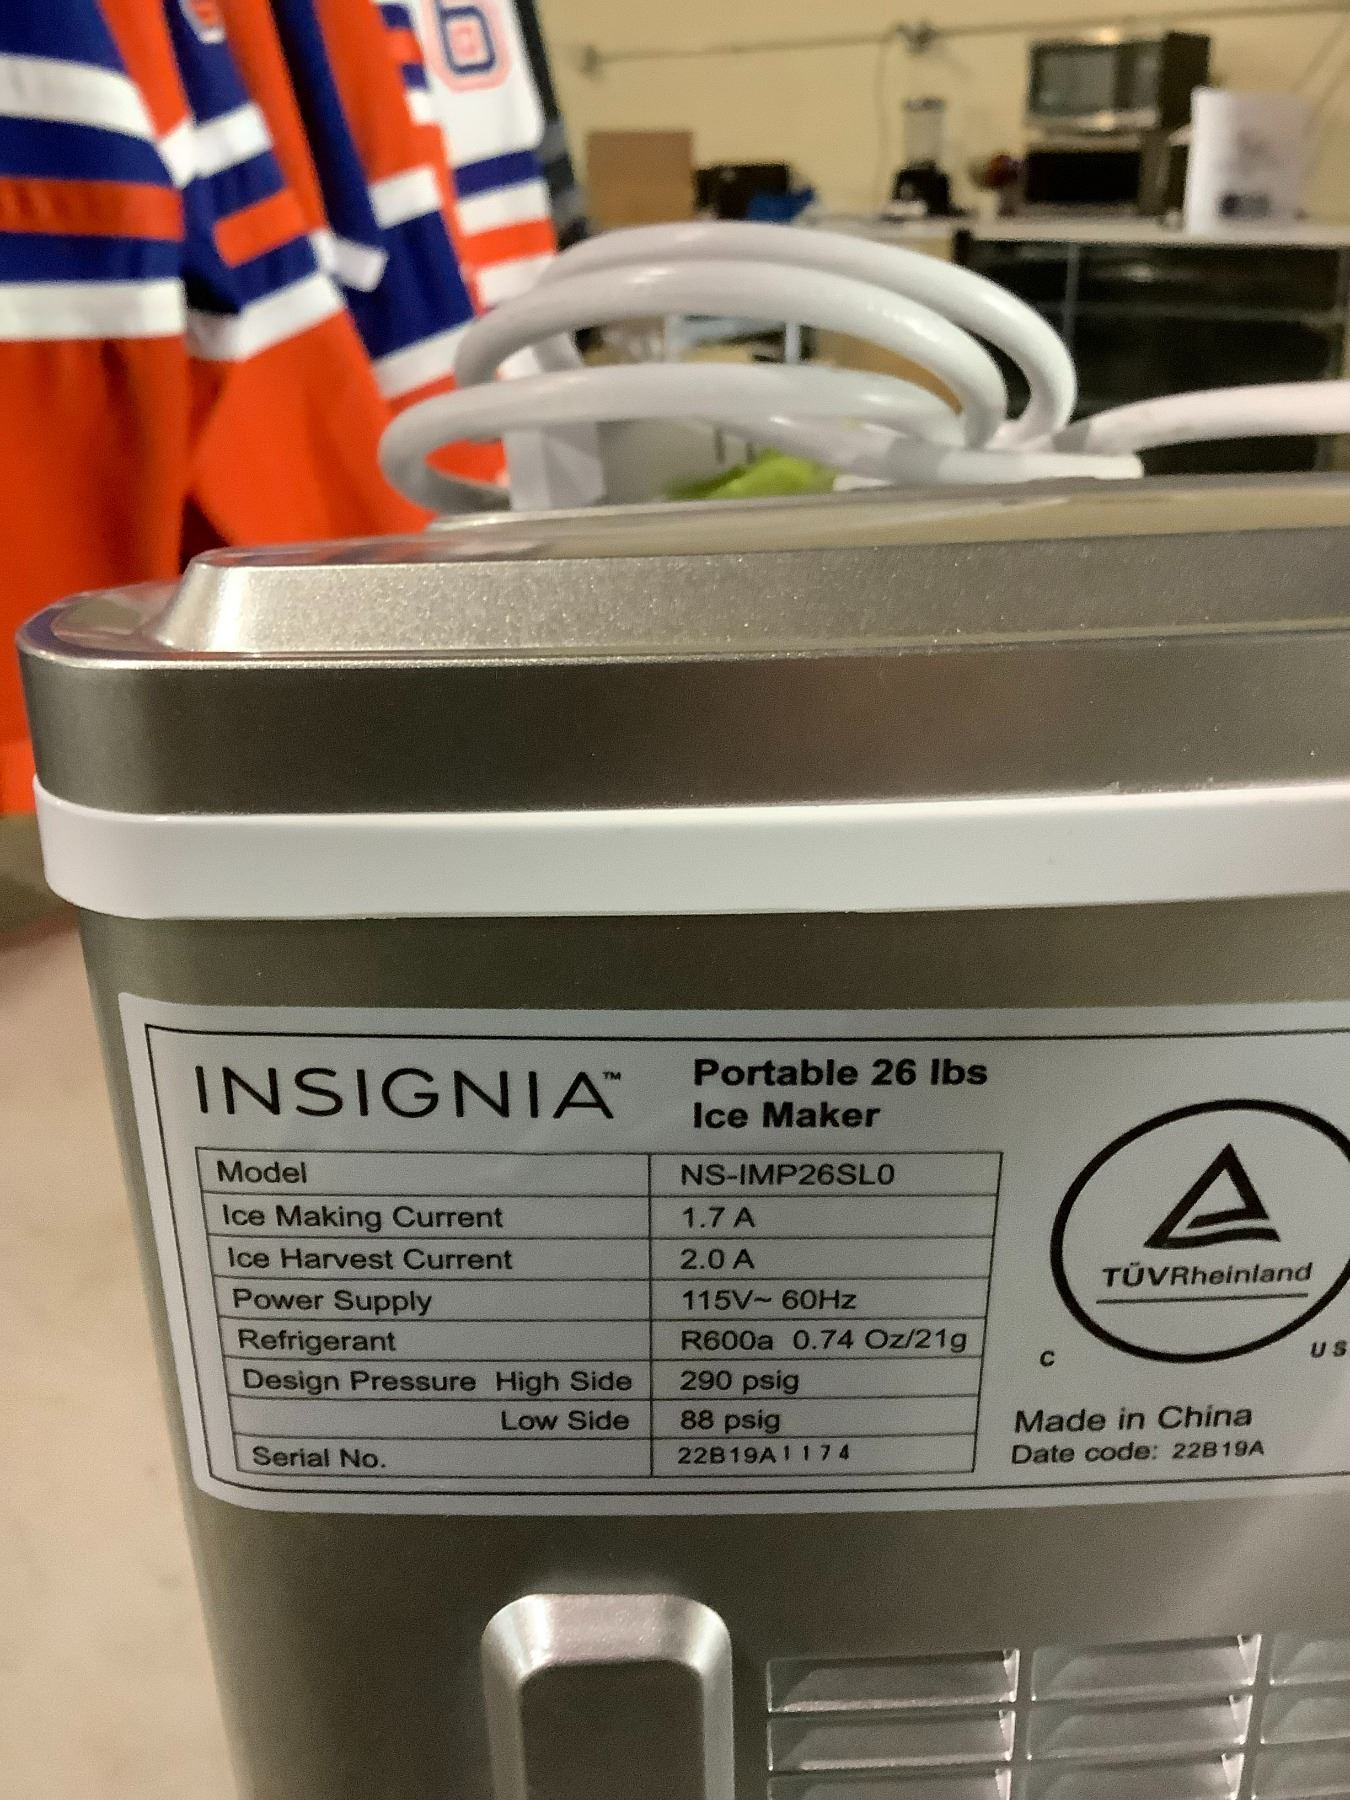 6
INSIGNIA™
Portable 26 lbs
Ice Maker
Model NS-IMP26SL0
Ice Making Current 1.7 A
Ice Harvest Current 2.0 A
Power Supply 115V~ 60Hz
Refrigerant R600a 0.74 Oz/21g
Design Pressure High Side 290 psig
Low Side 88 psig
Serial No. 22B19A1174
TÜVRheinland
C US
Made in China
Date code: 22B19A